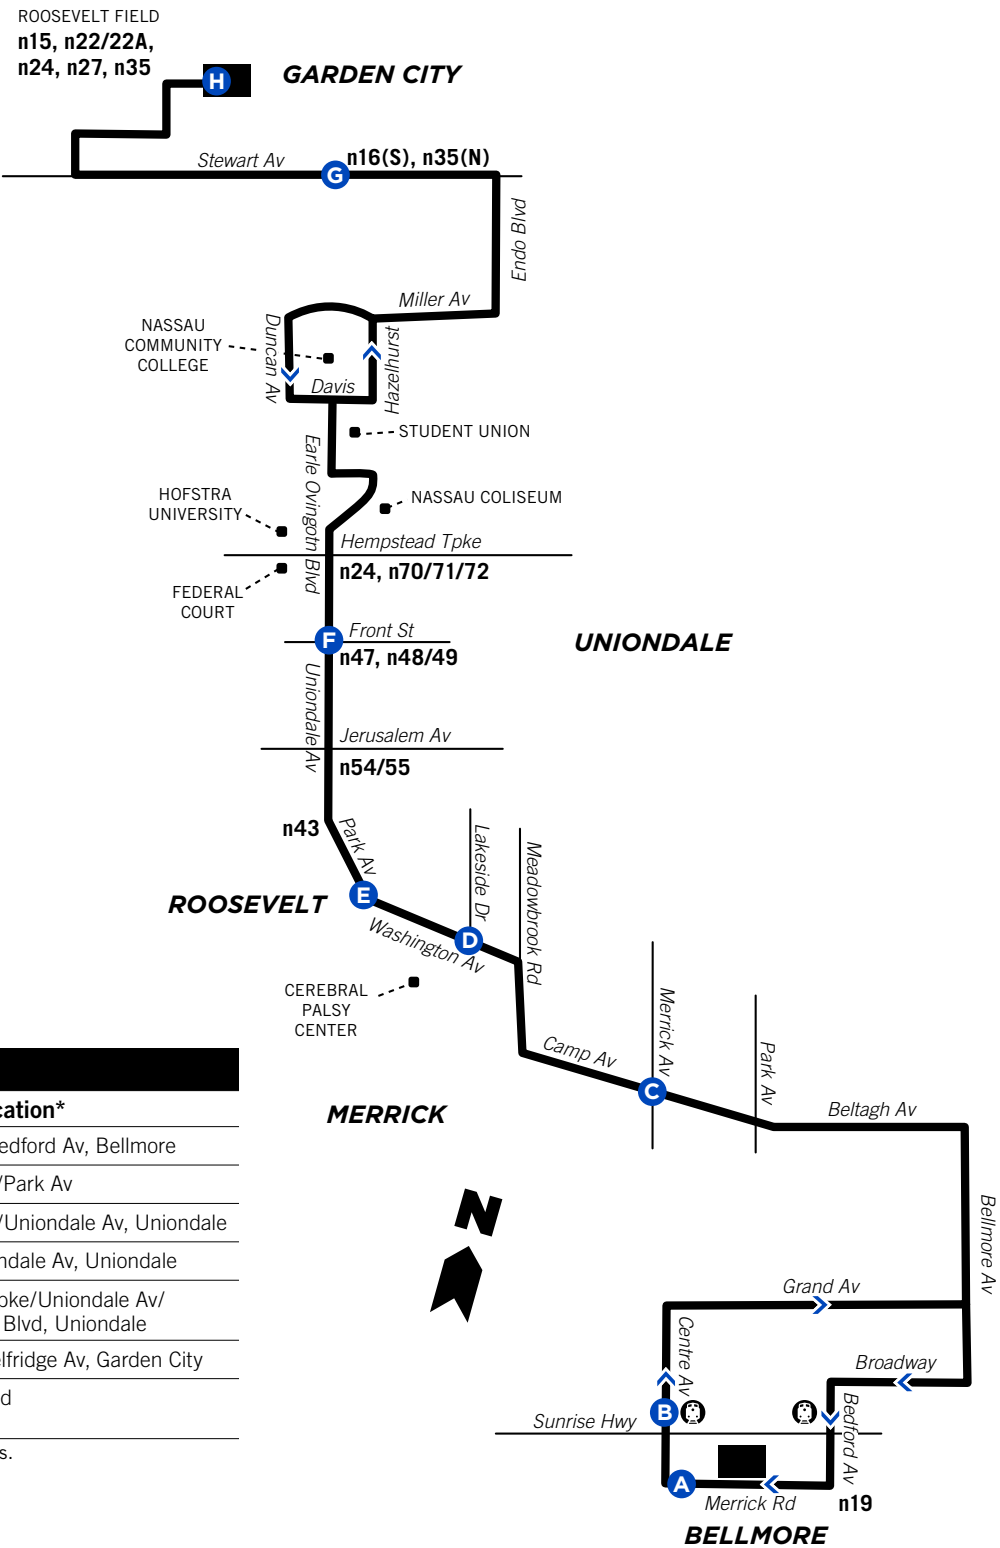 ROOSEVELT FIELD
n15, n22/22A,
n24, n27, n35
H
GARDEN CITY
Stewart Av
G
n16(S), n35(N)
Endo Blvd
Miller Av
NASSAU
COMMUNITY
COLLEGE
Duncan Av
Davis
Hazelhurst
STUDENT UNION
Earle Ovingotn Blvd
HOFSTRA
UNIVERSITY
NASSAU COLISEUM
Hempstead Tpke
n24, n70/71/72
FEDERAL
COURT
F
Front St
n47, n48/49
UNIONDALE
Uniondale Av
Jerusalem Av
n54/55
n43
Park Av
E
ROOSEVELT
Lakeside Dr
Meadowbrook Rd
D
Washington Av
CEREBRAL
PALSY
CENTER
Camp Av
Merrick Av
C
Park Av
Beltagh Av
MERRICK
cation*
edford Av, Bellmore
/Park Av
/Uniondale Av, Uniondale
ndale Av, Uniondale
pke/Uniondale Av/
Blvd, Uniondale
elfridge Av, Garden City
d
s.
N
Bellmore Av
Grand Av
Centre Av
Broadway
B
Sunrise Hwy
Bedford Av
A
Merrick Rd
n19
BELLMORE